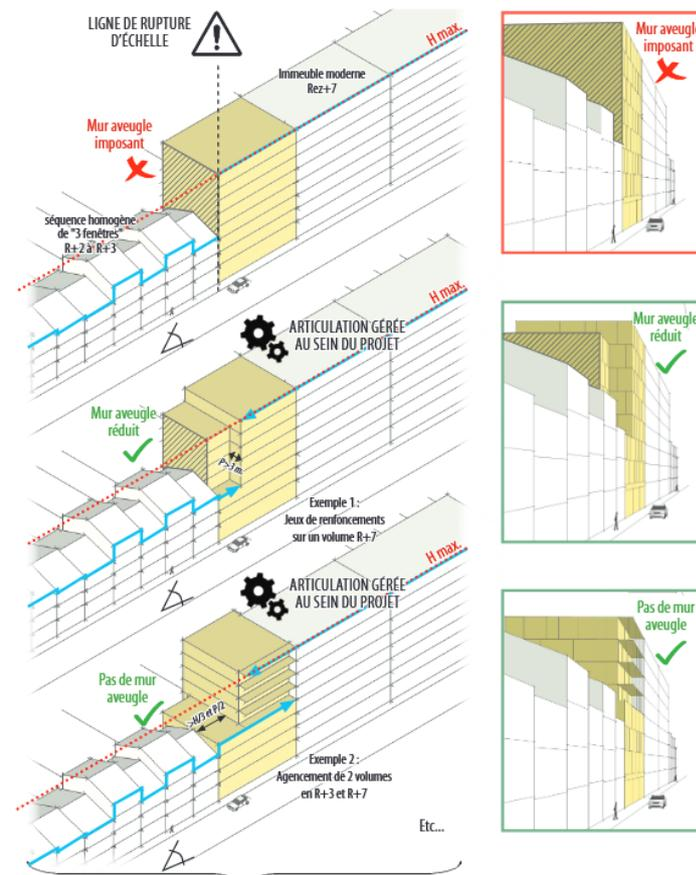 LIGNE DE RUPTURE
D'ÉCHELLE
H max.
Immeuble moderne
Rez+7
Mur aveugle
imposant
séquence homogène
de "3 fenêtres"
R+2 à R+3
Mur aveugle
imposant
ARTICULATION GÉRÉE
AU SEIN DU PROJET
H max.
Mur aveugle
réduit
P>3m
Exemple 1 :
Jeux de renfoncements
sur un volume R+7
Mur aveugle
réduit
ARTICULATION GÉRÉE
AU SEIN DU PROJET
H max.
Pas de mur
aveugle
>H/3 et P/2
Exemple 2 :
Agencement de 2 volumes
en R+3 et R+7
Etc...
Pas de mur
aveugle